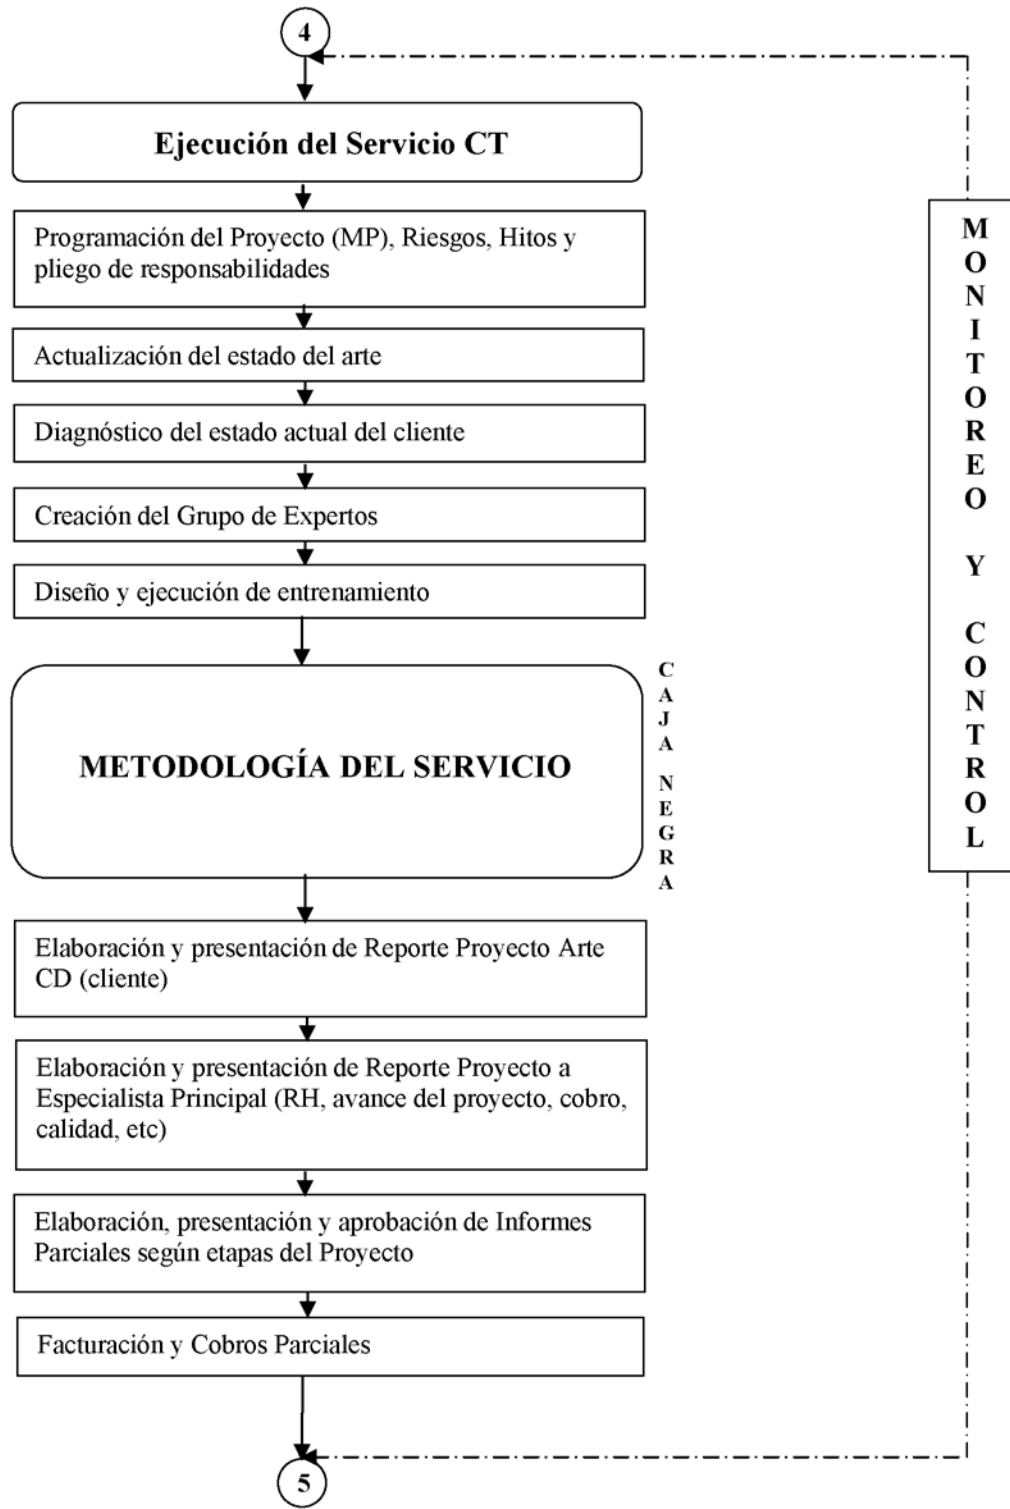 4
Ejecución del Servicio CT
Programación del Proyecto (MP), Riesgos, Hitos y
pliego de responsabilidades
Actualización del estado del arte
Diagnóstico del estado actual del cliente
Creación del Grupo de Expertos
Diseño y ejecución de entrenamiento
METODOLOGÍA DEL SERVICIO
CAJA NEGRA
Elaboración y presentación de Reporte Proyecto Arte
CD (cliente)
Elaboración y presentación de Reporte Proyecto a
Especialista Principal (RH, avance del proyecto, cobro,
calidad, etc)
Elaboración, presentación y aprobación de Informes
Parciales según etapas del Proyecto
Facturación y Cobros Parciales
5
MONITOREO Y CONTROL